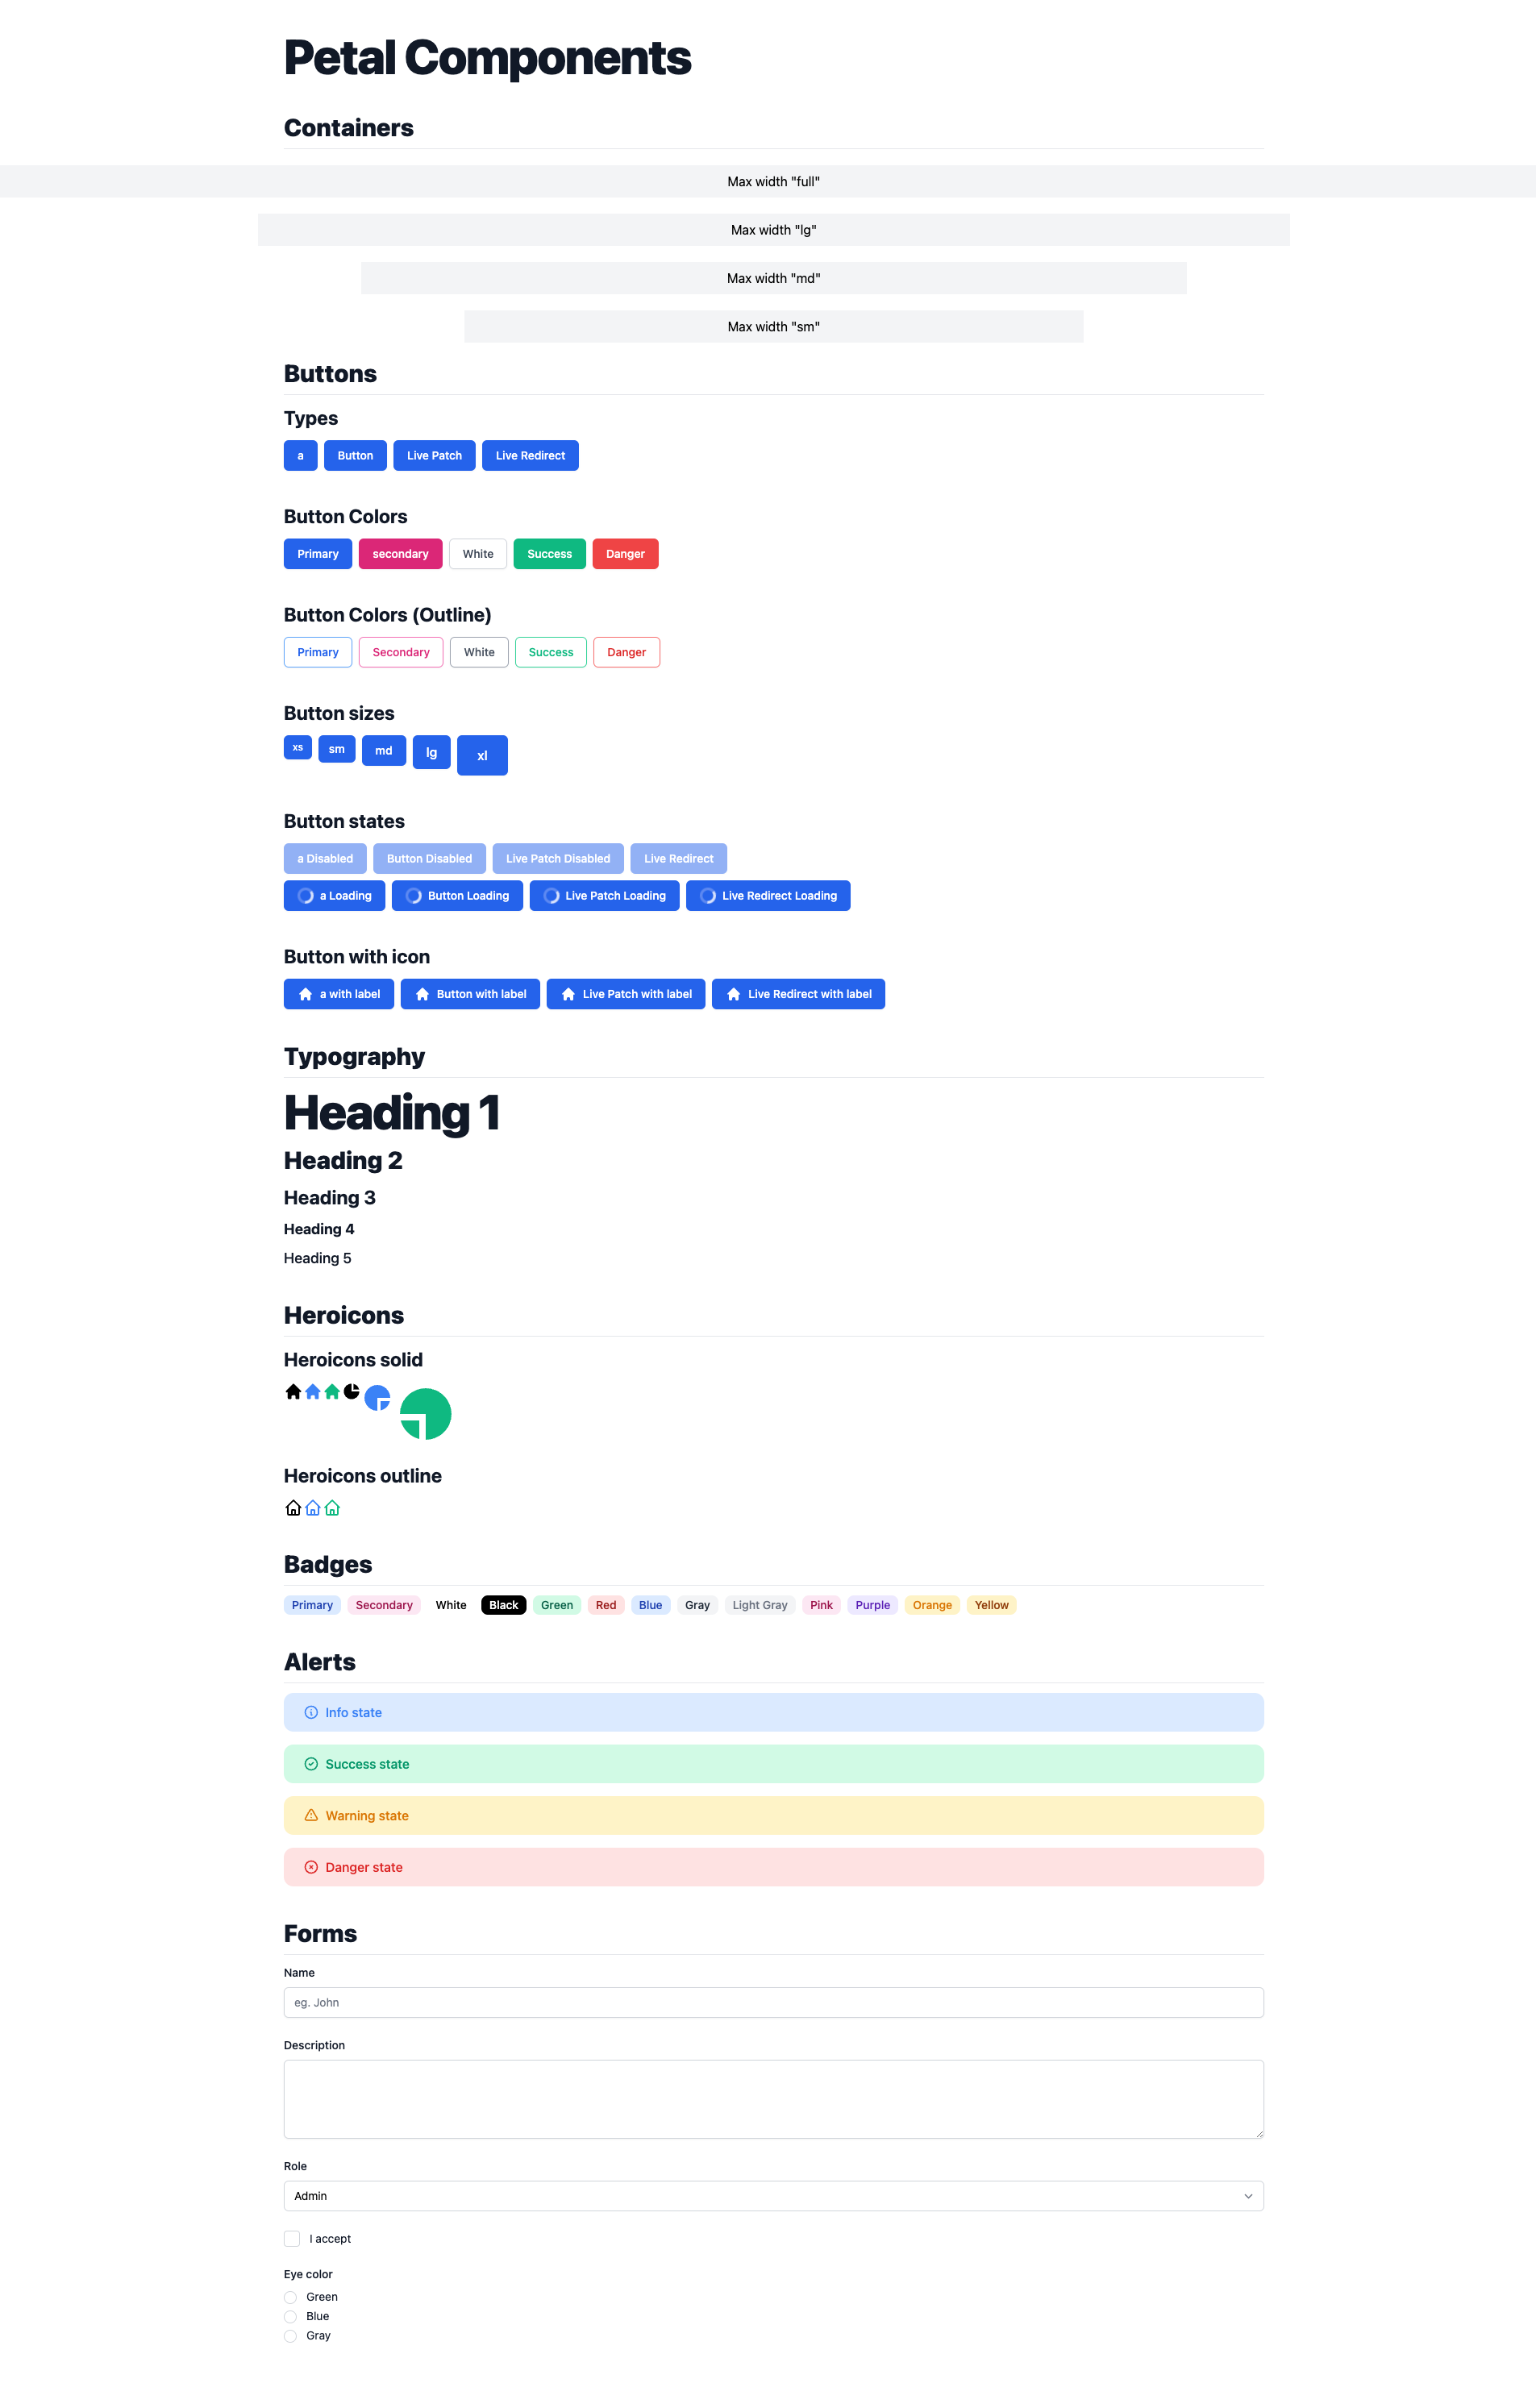 Petal Components
Containers
Max width "full"
Max width "lg"
Max width "md"
Max width "sm"
Buttons
Types
a Button Live Patch Live Redirect
Button Colors
Primary secondary White Success Danger
Button Colors (Outline)
Primary Secondary White Success Danger
Button sizes
xs sm md lg xl
Button states
a Disabled Button Disabled Live Patch Disabled Live Redirect
a Loading Button Loading Live Patch Loading Live Redirect Loading
Button with icon
a with label Button with label Live Patch with label Live Redirect with label
Typography
Heading 1
Heading 2
Heading 3
Heading 4
Heading 5
Heroicons
Heroicons solid
Heroicons outline
Badges
Primary Secondary White Black Green Red Blue Gray Light Gray Pink Purple Orange Yellow
Alerts
Info state
Success state
Warning state
Danger state
Forms
Name
eg. John
Description
Role
Admin
I accept
Eye color
Green
Blue
Gray